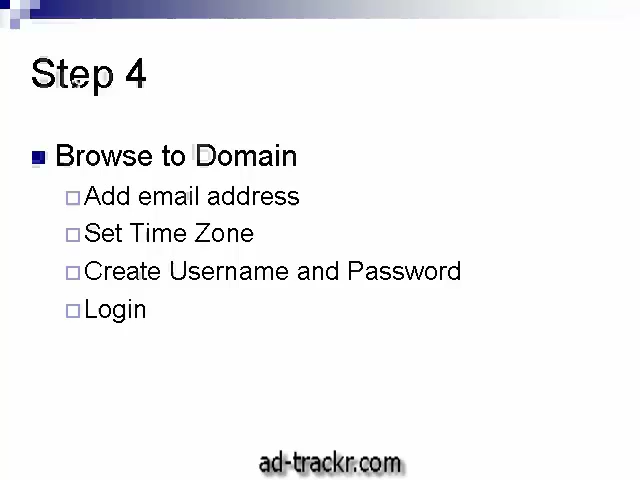 Step 4
Browse to Domain
Add email address
Set Time Zone
Create Username and Password
Login
ad-trackr.com